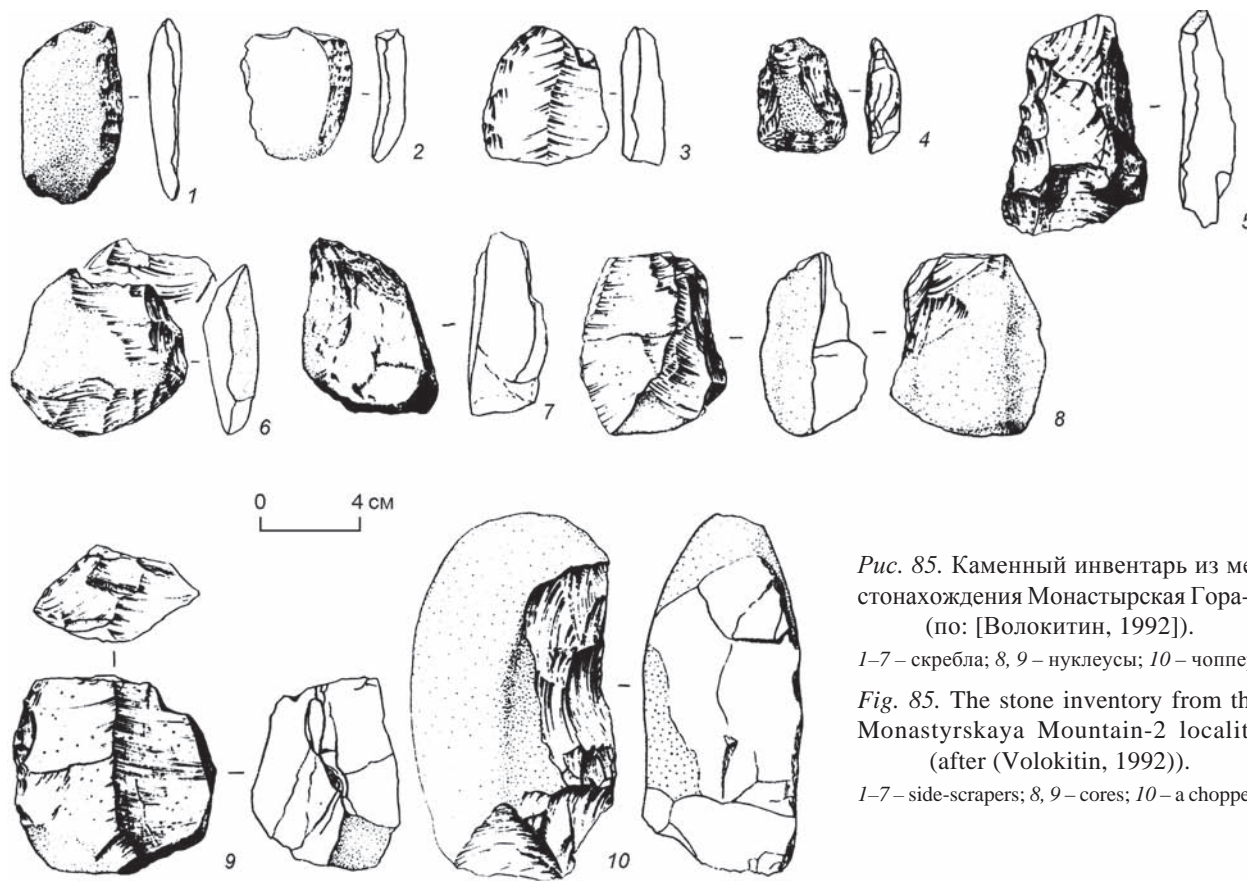 1
2
3
4
5
6
7
8
0 4 см
9
10
Рис. 85. Каменный инвентарь из ме
стонахождения Монастырская Гора-
(по: [Волокитин, 1992]).
1–7 – скребла; 8, 9 – нуклеусы; 10 – чоппе
Fig. 85. The stone inventory from th
Monastyrskaya Mountain-2 localit
(after (Volokitin, 1992)).
1–7 – side-scrapers; 8, 9 – cores; 10 – a choppe